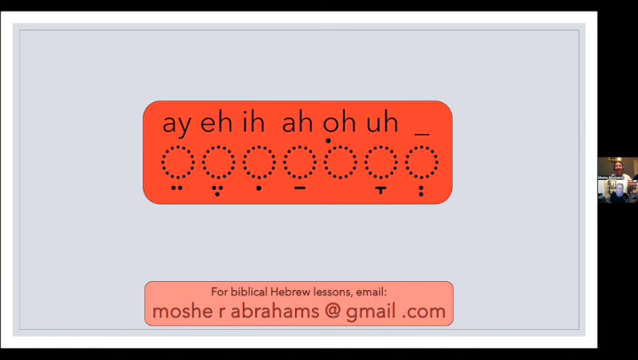 ay eh ih ah oh uh _
◌ֵ ◌ֶ ◌ִ ◌ַ ◌ֹ ◌ָ ◌ְ
For biblical Hebrew lessons, email:
moshe r abrahams @ gmail .com